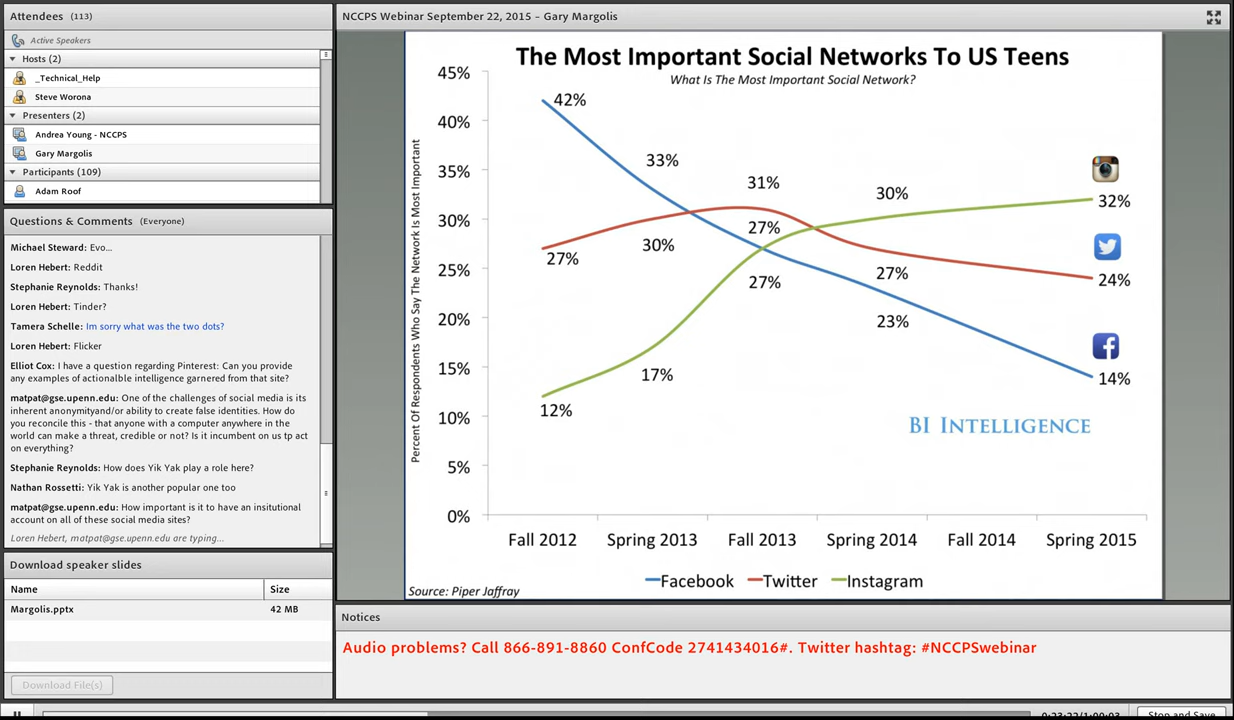 Attendees (113)
Active Speakers
Hosts (2)
_Technical_Help
Steve Worona
Presenters (2)
Andrea Young - NCCPS
Gary Margolis
Participants (109)
Adam Roof
Questions & Comments (Everyone)
Michael Steward: Evo...
Loren Hebert: Reddit
Stephanie Reynolds: Thanks!
Loren Hebert: Tinder?
Tamera Schelle: Im sorry what was the two dots?
Loren Hebert: Flicker
Elliot Cox: I have a question regarding Pinterest: Can you provide
any examples of actionalble intelligence garnered from that site?
matpat@gse.upenn.edu: One of the challenges of social media is its
inherent anonymityand/or ability to create false identities. How do
you reconcile this - that anyone with a computer anywhere in the
world can make a threat, credible or not? Is it incumbent on us tp act
on everything?
Stephanie Reynolds: How does Yik Yak play a role here?
Nathan Rossetti: Yik Yak is another popular one too
matpat@gse.upenn.edu: How important is it to have an insitutional
account on all of these social media sites?
Loren Hebert, matpat@gse.upenn.edu are typing...
Download speaker slides
Name Size
Margolis.pptx 42 MB
Download File(s)
NCCPS Webinar September 22, 2015 - Gary Margolis
The Most Important Social Networks To US Teens
What Is The Most Important Social Network?
Percent Of Respondents Who Say The Network Is Most Important
45%
40%
35%
30%
25%
20%
15%
10%
5%
0%
42%
33%
31%
30%
32%
27%
30%
27%
27%
27%
24%
23%
17%
14%
12%
BI INTELLIGENCE
Fall 2012 Spring 2013 Fall 2013 Spring 2014 Fall 2014 Spring 2015
Facebook Twitter Instagram
Source: Piper Jaffray
Notices
Audio problems? Call 866-891-8860 ConfCode 2741434016#. Twitter hashtag: #NCCPSwebinar
0:23:22/1:00:03
Stop and Save